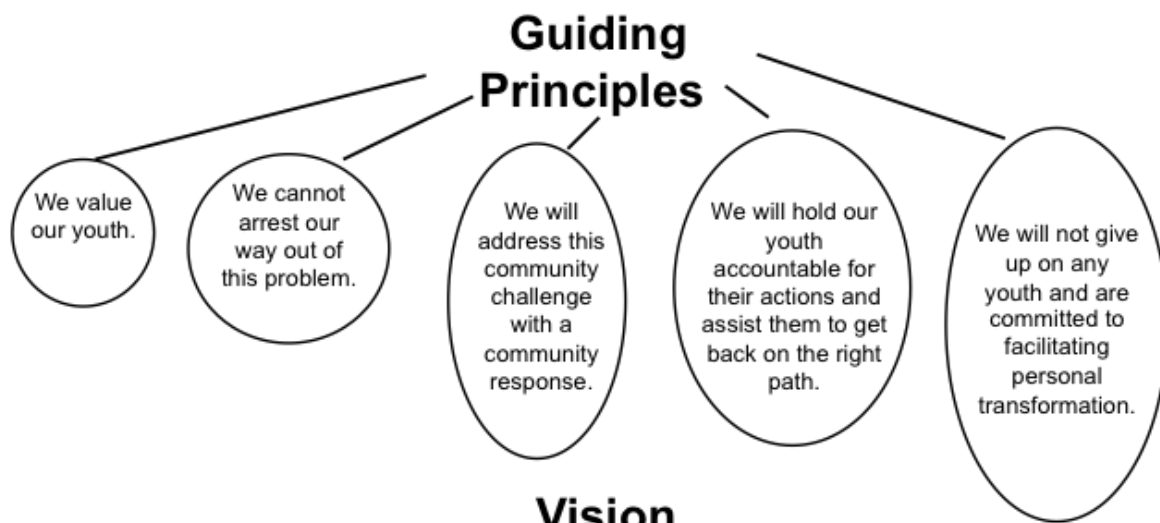 Guiding
Principles
We value
our youth.
We cannot
arrest our
way out of
this problem.
We will
address this
community
challenge
with a
community
response.
We will hold our
youth
accountable for
their actions and
assist them to get
back on the right
path.
We will not give
up on any
youth and are
committed to
facilitating
personal
transformation.
Vision